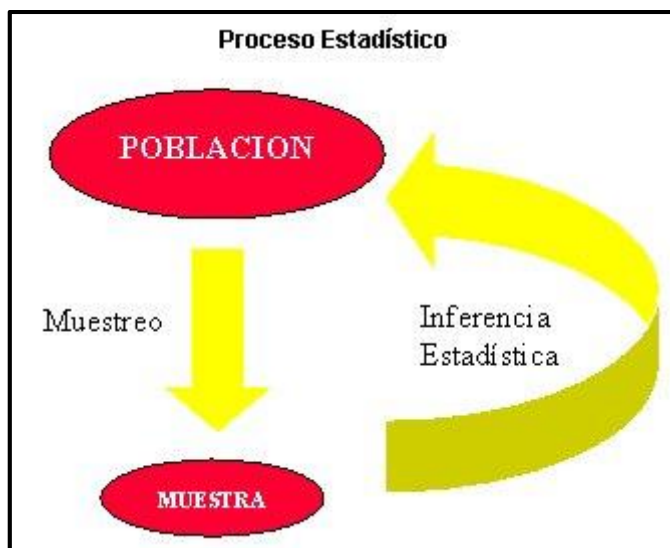 Proceso Estadístico
POBLACION
Muestreo
Inferencia
Estadística
MUESTRA